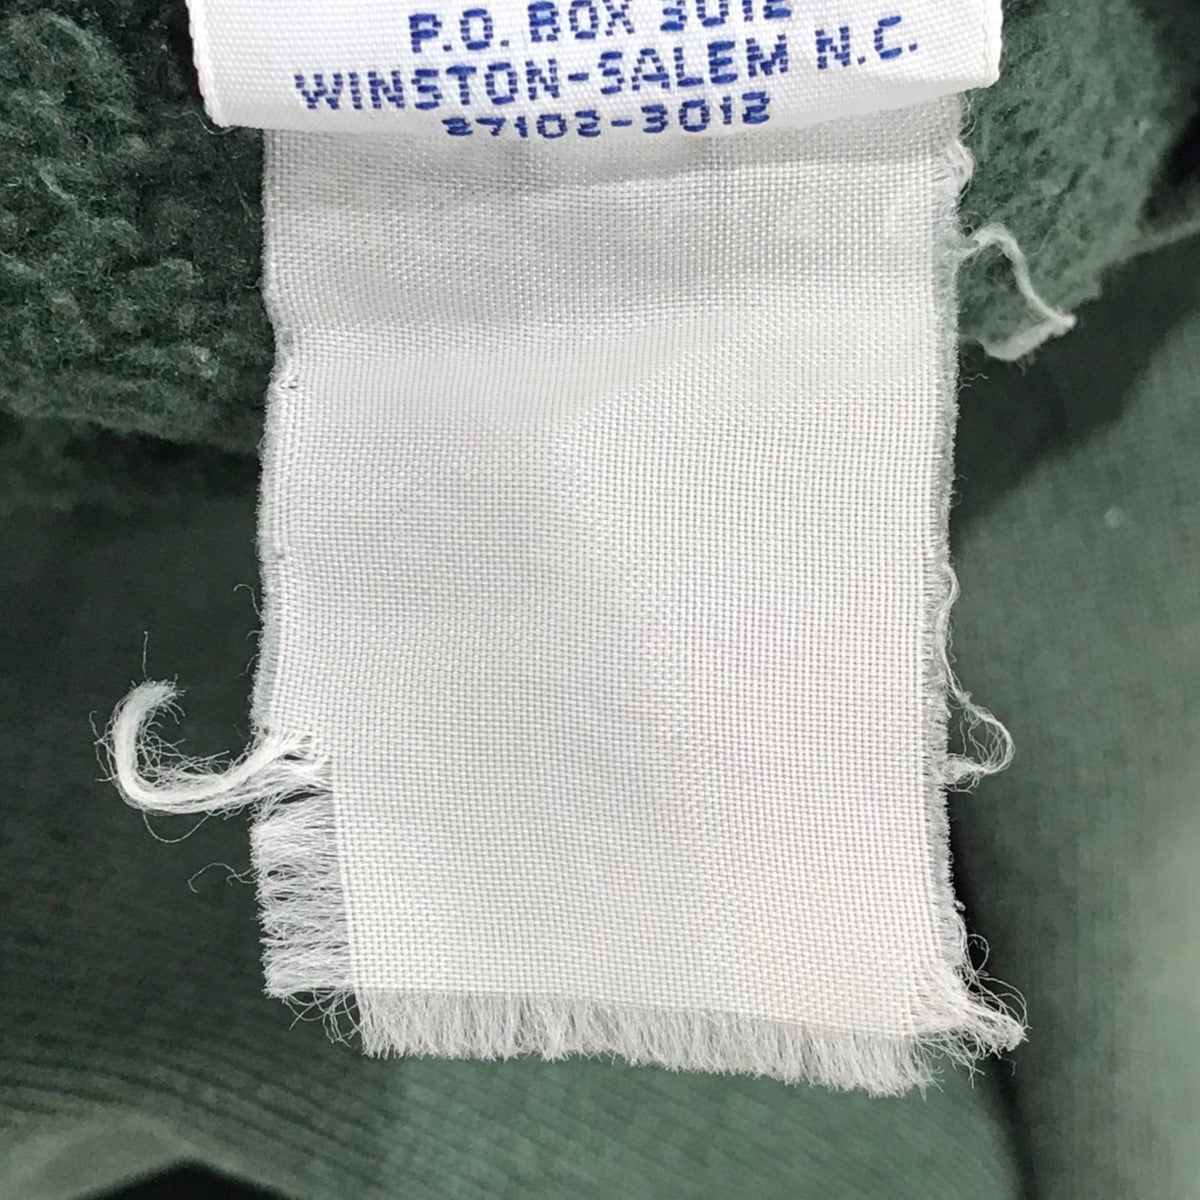 P.O. BOX 3012
WINSTON-SALEM N.C.
27102-3012